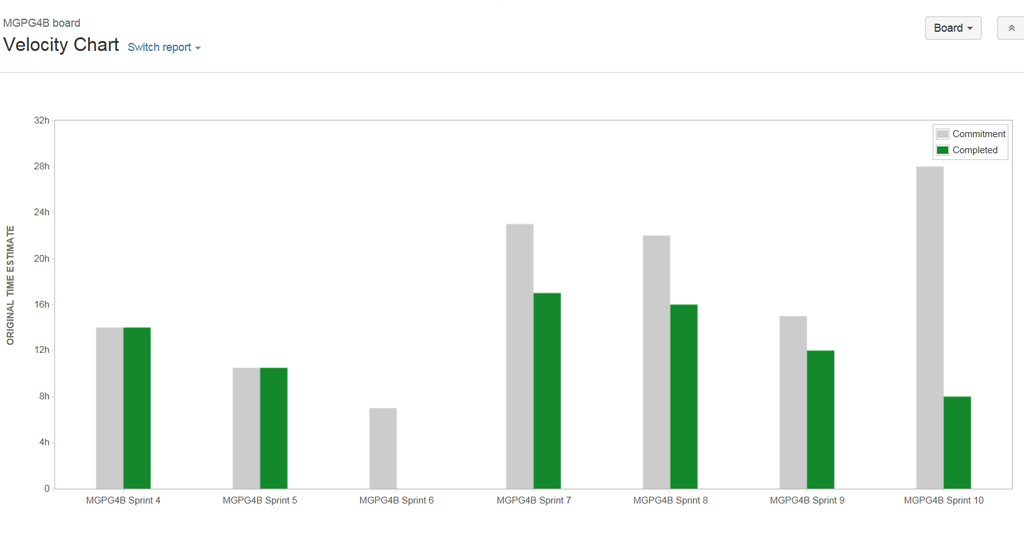 MGPG4B board
Velocity Chart Switch report
Board
ORIGINAL TIME ESTIMATE
32h
28h
24h
20h
16h
12h
8h
4h
0
Commitment
Completed
MGPG4B Sprint 4
MGPG4B Sprint 5
MGPG4B Sprint 6
MGPG4B Sprint 7
MGPG4B Sprint 8
MGPG4B Sprint 9
MGPG4B Sprint 10